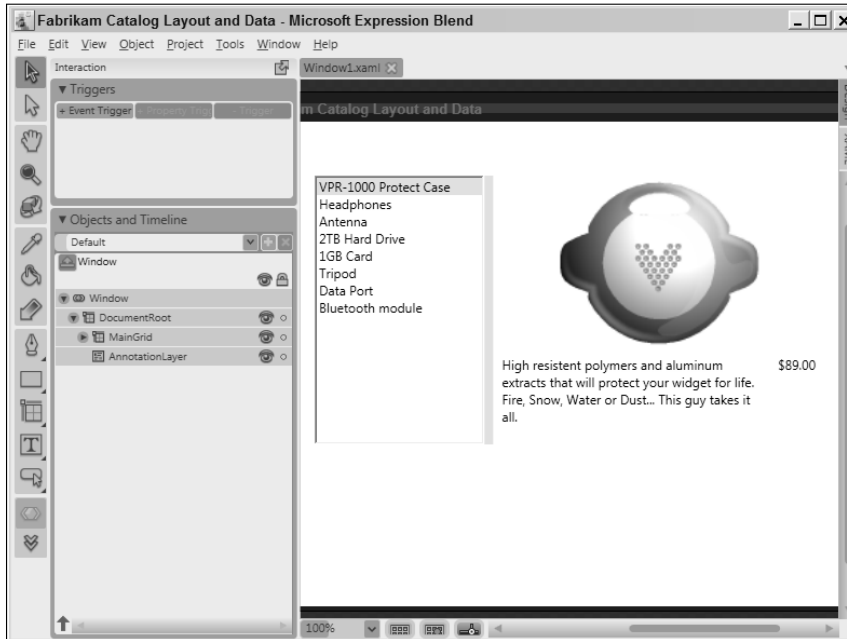 Fabrikam Catalog Layout and Data - Microsoft Expression Blend
File Edit View Object Project Tools Window Help
Interaction
Window1.xaml
▼ Triggers
+ Event Trigger + Property Trigg - Trigger
m Catalog Layout and Data
Design
VPR-1000 Protect Case
Headphones
Antenna
2TB Hard Drive
1GB Card
Tripod
Data Port
Bluetooth module
▼ Objects and Timeline
Default
Window
Window
DocumentRoot
MainGrid
AnnotationLayer
High resistent polymers and aluminum
extracts that will protect your widget for life.
Fire, Snow, Water or Dust... This guy takes it
all.
$89.00
100%